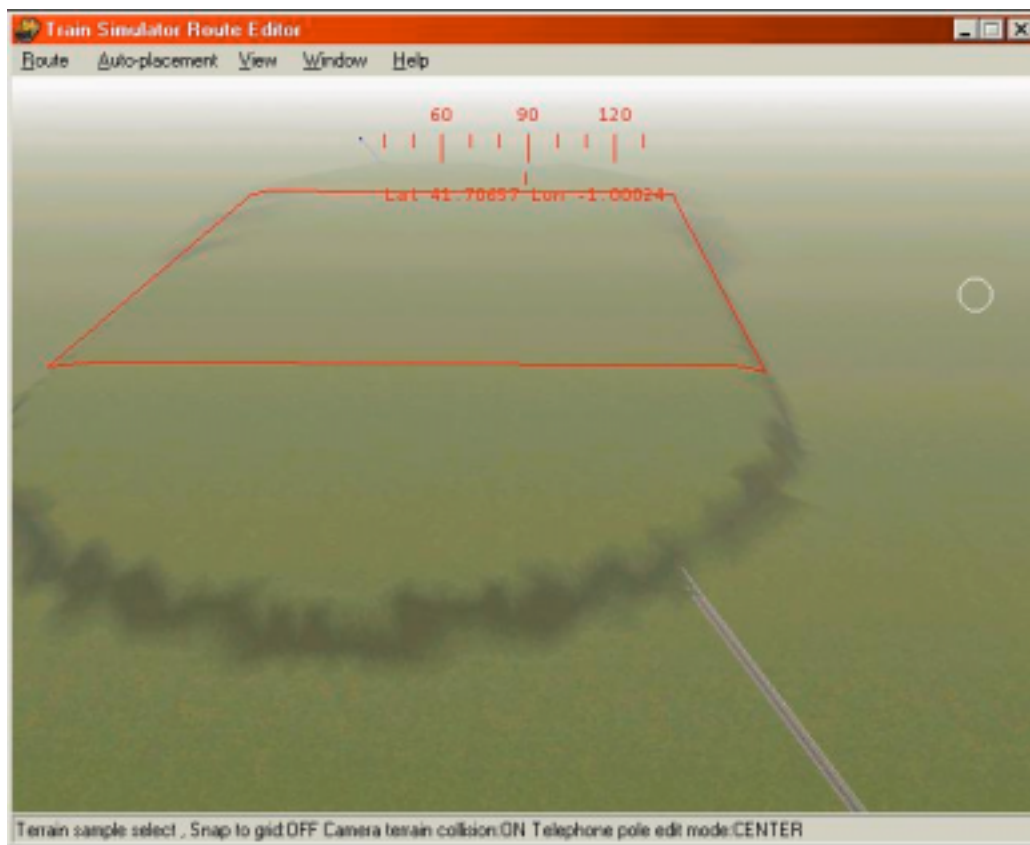 Train Simulator Route Editor
Route Auto-placement View Window Help
60 90 120
Lat 41.70657 Lon -1.00024
Terrain sample select , Snap to grid:OFF Camera terrain collision:ON Telephone pole edit mode:CENTER